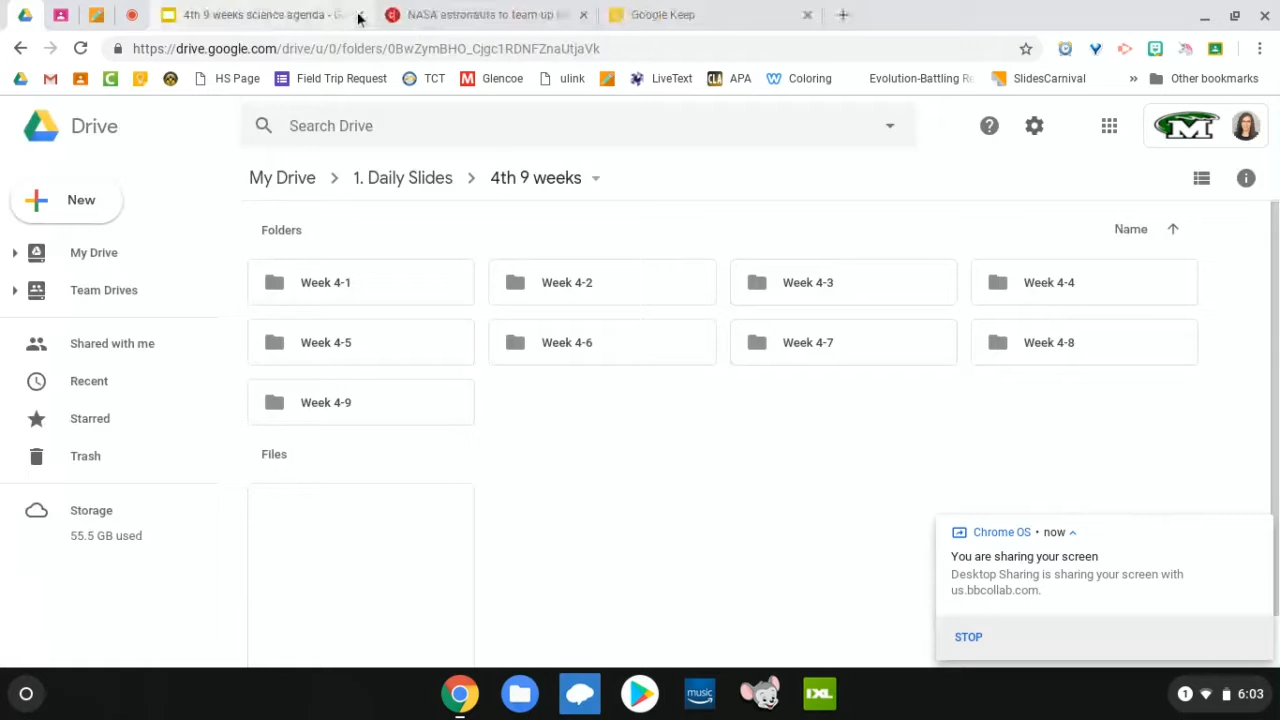 4th 9 weeks science agenda - G
NASA astronauts to team up
Google Keep
https://drive.google.com/drive/u/0/folders/0BwZymBHO_Cjgc1RDNFZnaUtjaVk
HS Page
Field Trip Request
TCT
Glencoe
ulink
LiveText
CLA APA
Coloring
Evolution-Battling Re
SlidesCarnival
» Other bookmarks
Drive
Search Drive
M
My Drive > 1. Daily Slides > 4th 9 weeks
New
Folders
Name
My Drive
Week 4-1
Week 4-2
Week 4-3
Week 4-4
Team Drives
Shared with me
Week 4-5
Week 4-6
Week 4-7
Week 4-8
Recent
Week 4-9
Starred
Files
Trash
Storage
55.5 GB used
Chrome OS • now
You are sharing your screen
Desktop Sharing is sharing your screen with
us.bbcollab.com.
STOP
music
IXL
1
6:03